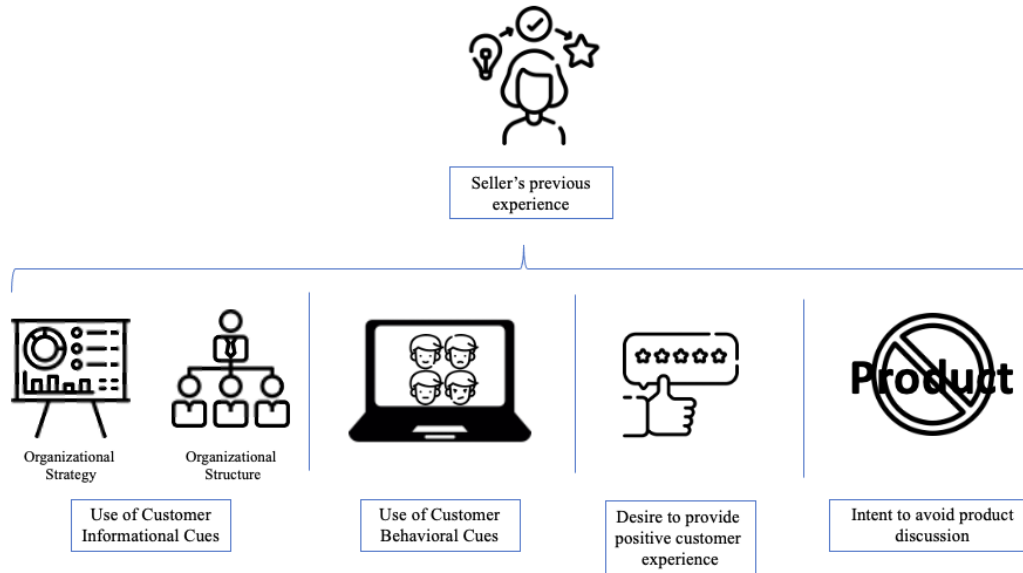 Seller’s previous
experience
Organizational
Strategy
Organizational
Structure
Use of Customer
Informational Cues
Use of Customer
Behavioral Cues
Desire to provide
positive customer
experience
Product
Intent to avoid product
discussion